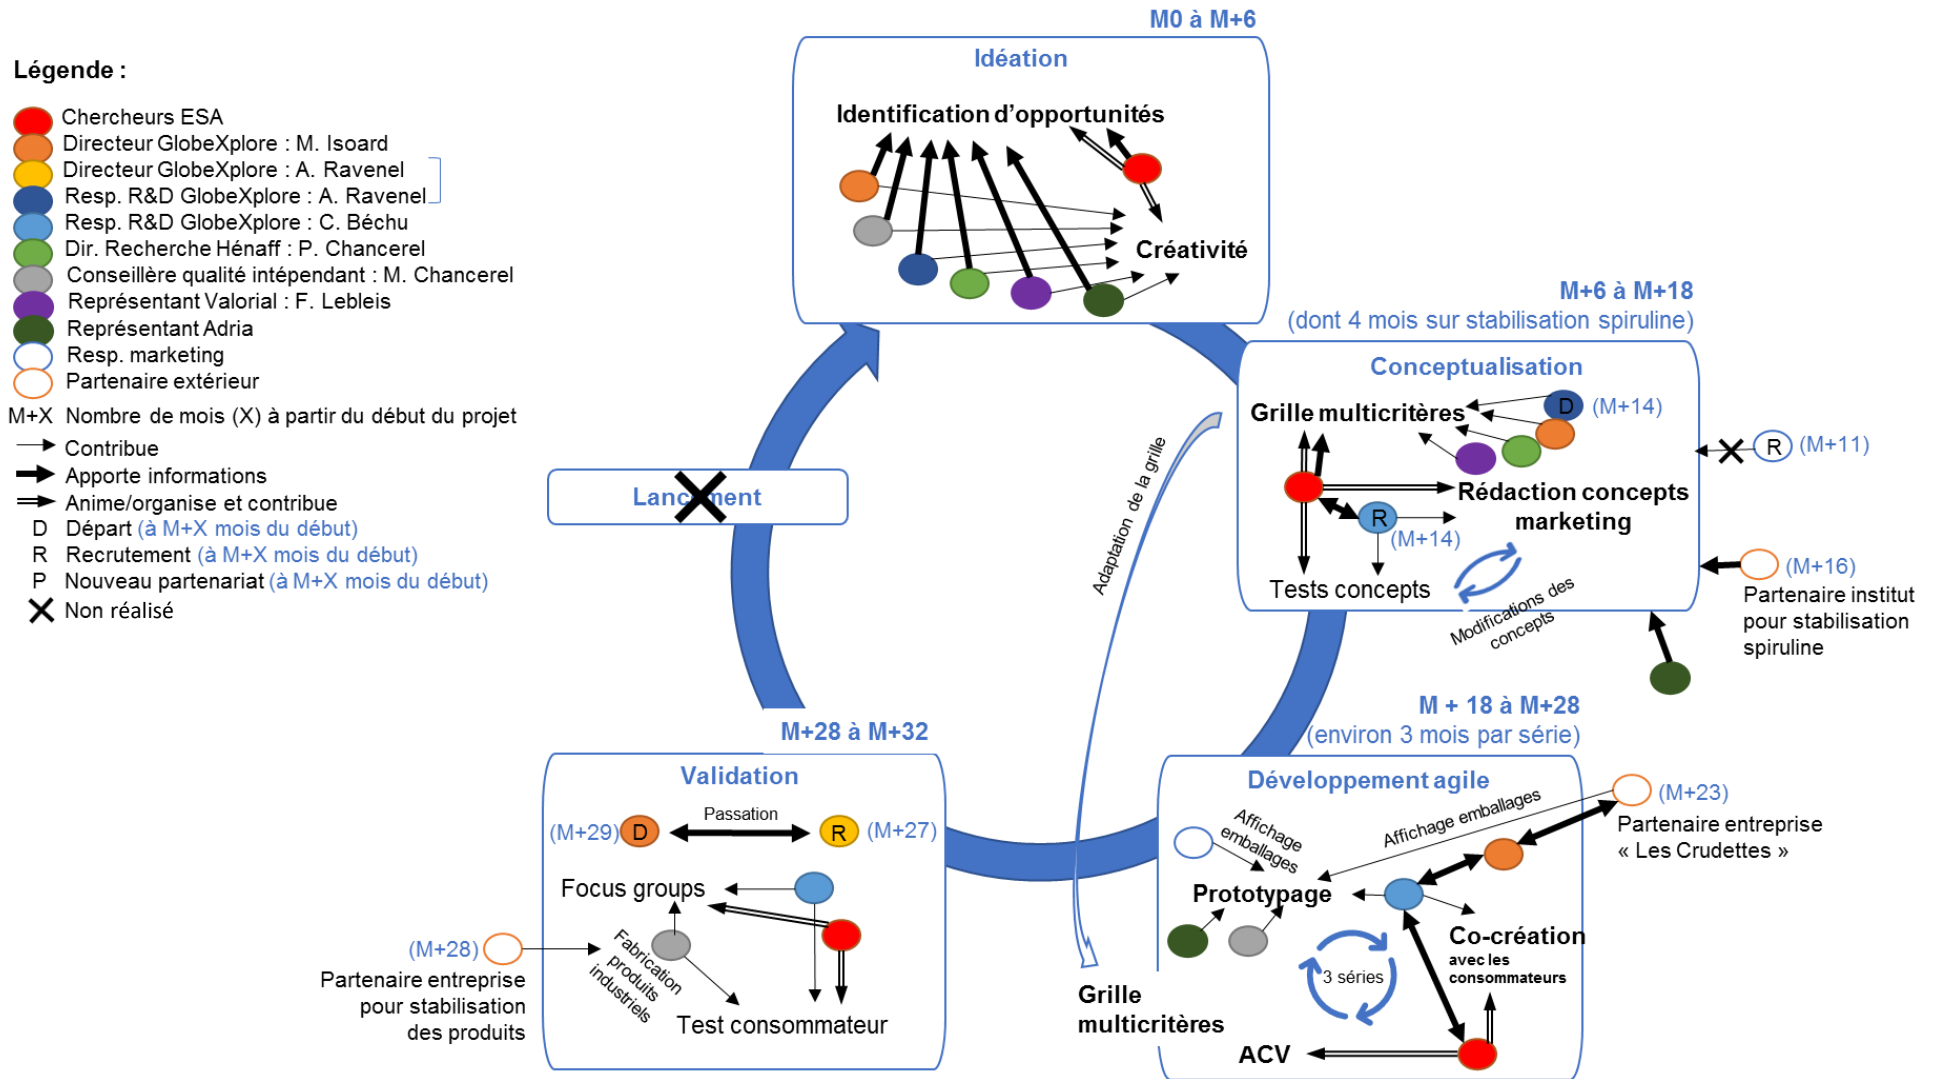 Légende :
Chercheurs ESA
Directeur GlobeXplore : M. Isoard
Directeur GlobeXplore : A. Ravenel
Resp. R&D GlobeXplore : A. Ravenel
Resp. R&D GlobeXplore : C. Béchu
Dir. Recherche Hénaff : P. Chancerel
Conseillère qualité intépendant : M. Chancerel
Représentant Valorial : F. Lebleis
Représentant Adria
Resp. marketing
Partenaire extérieur
M+X Nombre de mois (X) à partir du début du projet
Contribue
Apporte informations
Anime/organise et contribue
D Départ (à M+X mois du début)
R Recrutement (à M+X mois du début)
P Nouveau partenariat (à M+X mois du début)
Non réalisé
M0 à M+6
Idéation
Identification d'opportunités
Créativité
M+6 à M+18
(dont 4 mois sur stabilisation spiruline)
Conceptualisation
Grille multicritères
D (M+14)
R (M+11)
Rédaction concepts
marketing
R
(M+14)
Tests concepts
Modifications des
concepts
(M+16)
Partenaire institut
pour stabilisation
spiruline
Adaptation de la grille
M + 18 à M+28
(environ 3 mois par série)
Développement agile
Affichage
emballages
Affichage emballages
(M+23)
Partenaire entreprise
« Les Crudettes »
Prototypage
Co-création
avec les
consommateurs
3 séries
Grille
multicritères
ACV
M+28 à M+32
Validation
(M+29) D
Passation
R (M+27)
Focus groups
Fabrication
produits
industriels
(M+28)
Partenaire entreprise
pour stabilisation
des produits
Test consommateur
Lancement